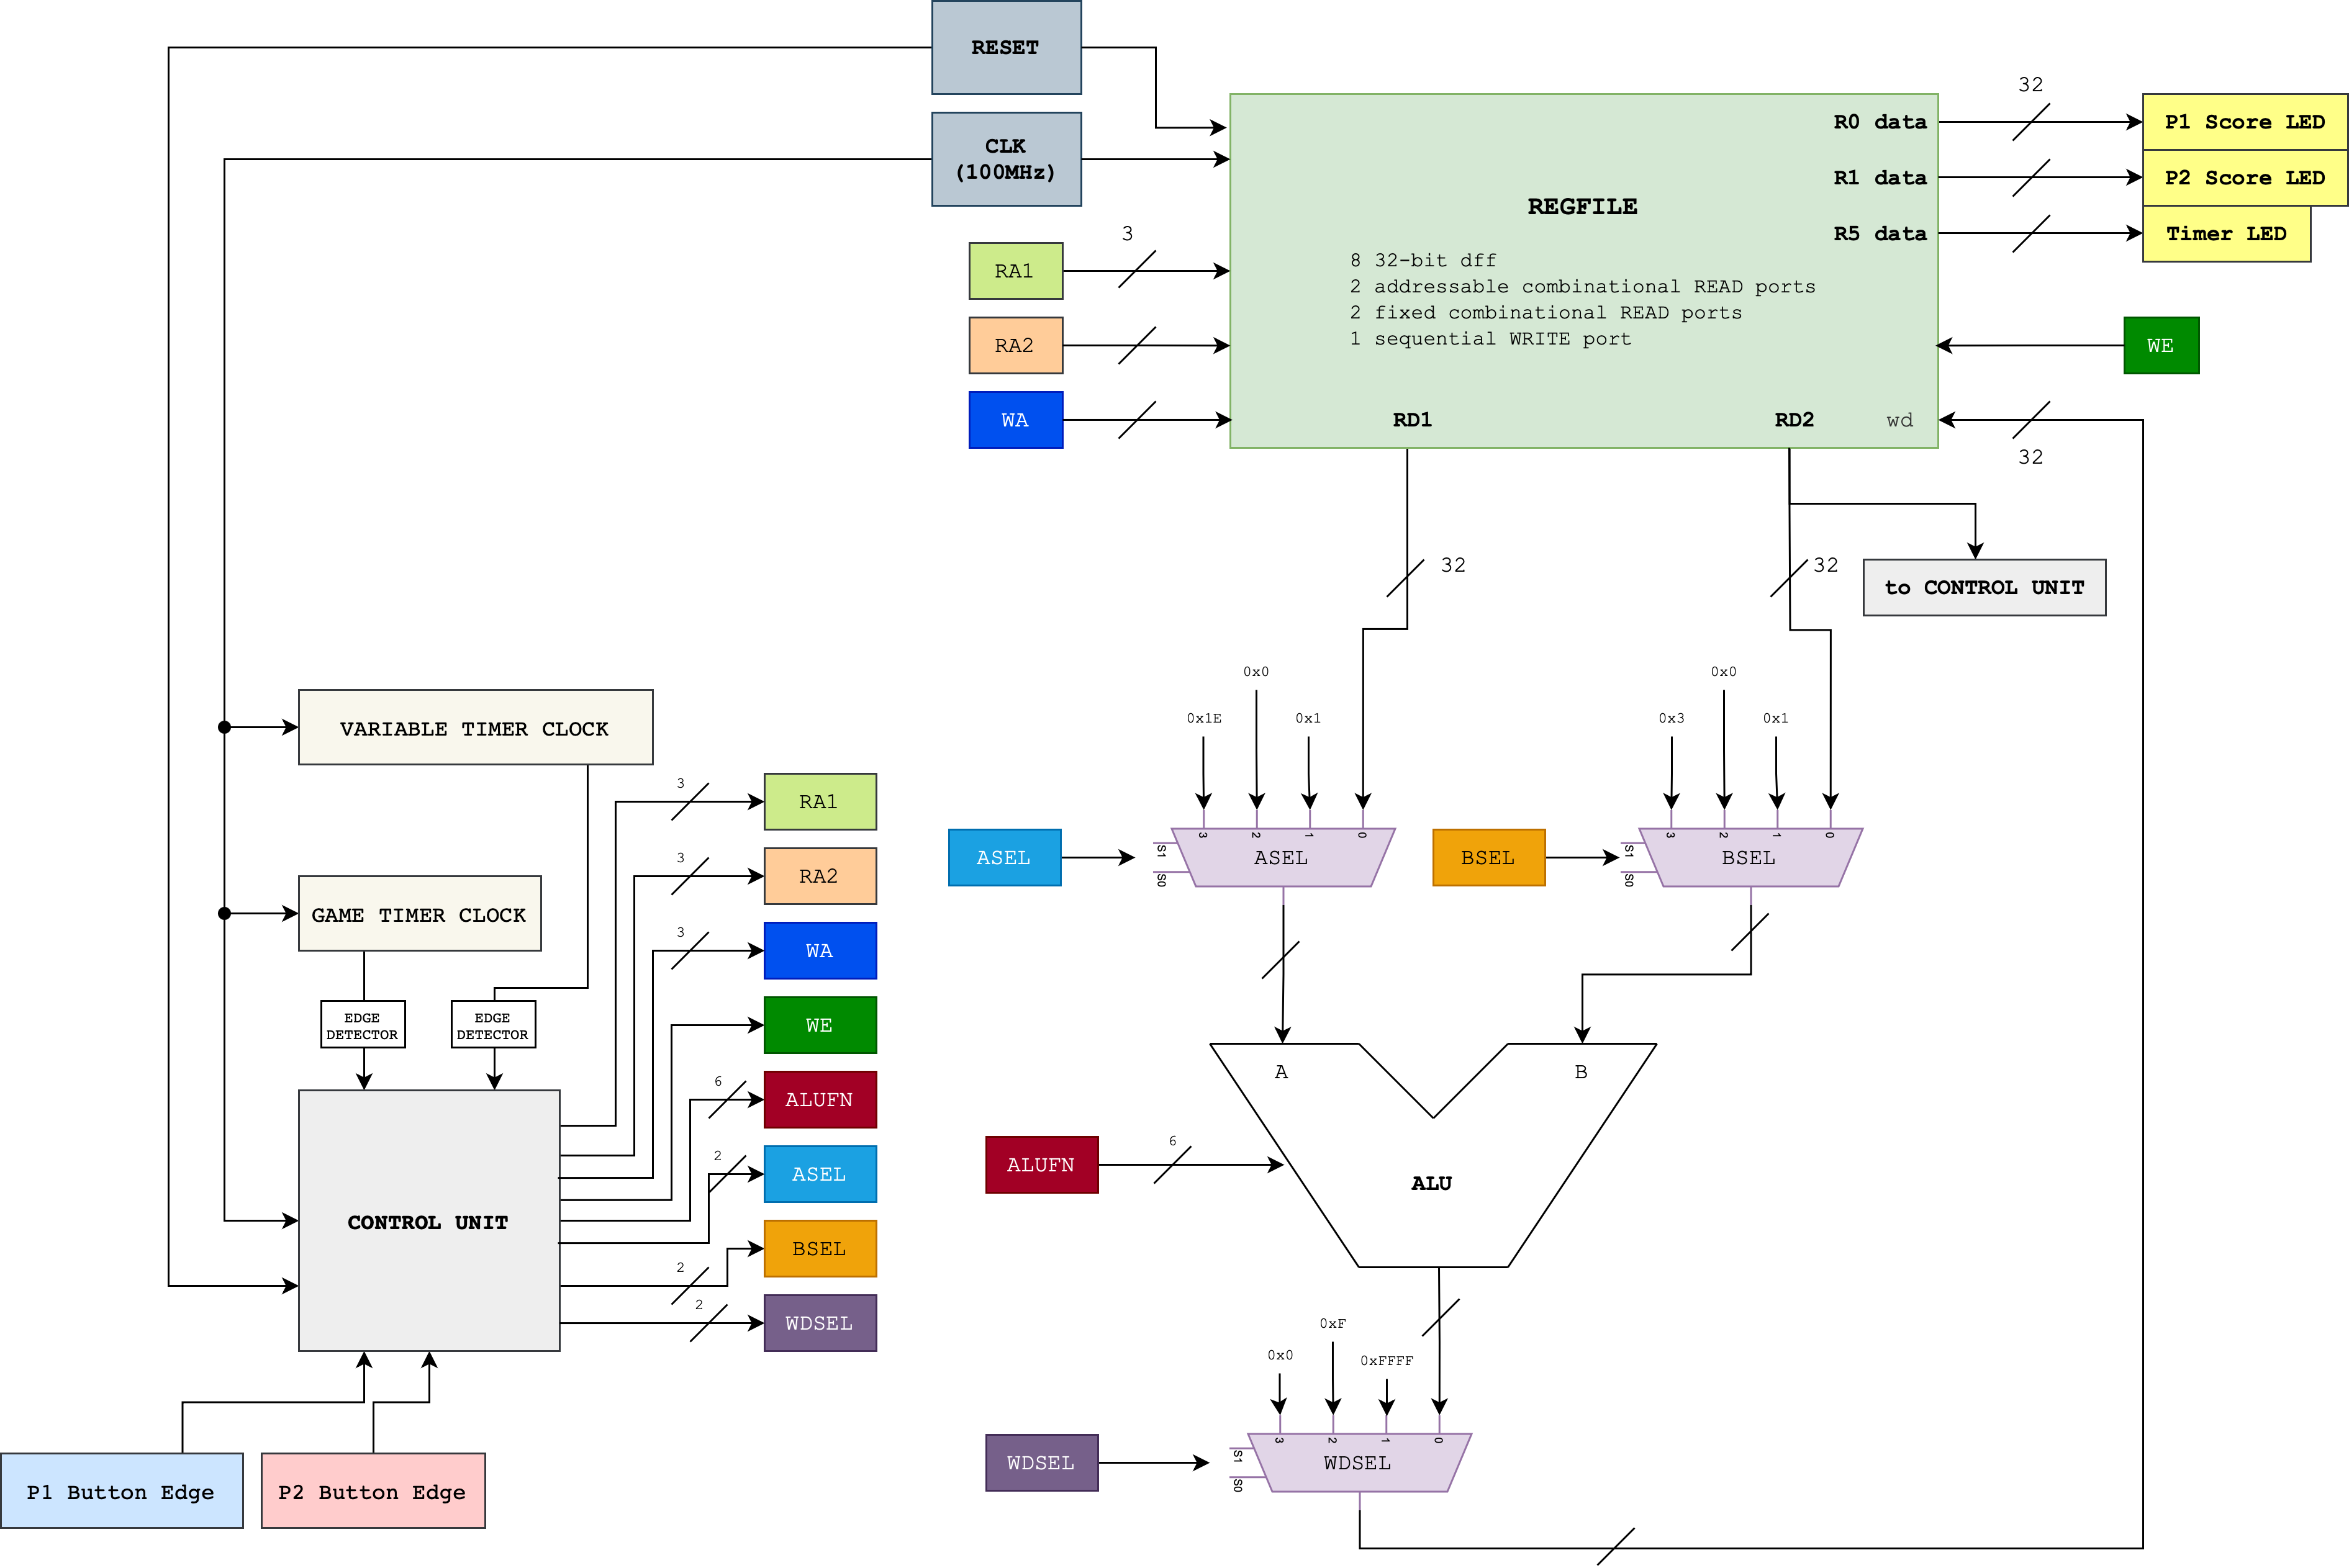 RESET
CLK
(100MHz)
32
R0 data
P1 Score LED
R1 data
P2 Score LED
REGFILE
R5 data
Timer LED
3
RA1
8 32-bit dff
2 addressable combinational READ ports
2 fixed combinational READ ports
1 sequential WRITE port
RA2
WE
WA
RD1
RD2
wd
32
32
32
to CONTROL UNIT
0x0
0x1E
0x1
0x0
0x3
0x1
VARIABLE TIMER CLOCK
3
RA1
3
2
1
0
S1
S0
ASEL
ASEL
3
2
1
0
S1
S0
BSEL
BSEL
3
RA2
GAME TIMER CLOCK
3
WA
EDGE
DETECTOR
EDGE
DETECTOR
WE
A
B
6
ALUFN
6
ALUFN
ALU
2
ASEL
CONTROL UNIT
2
BSEL
2
WDSEL
0xF
0x0
0xFFFF
3
2
1
0
S1
S0
WDSEL
WDSEL
P1 Button Edge
P2 Button Edge